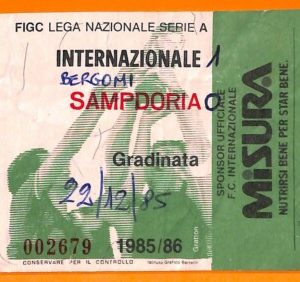 FIGC LEGA NAZIONALE SERIE A
INTERNAZIONALE 1
BERGOMI
SAMPDORIA 0
Gradinata
22/12/85
002679 1985/86
CONSERVARE PER IL CONTROLLO
SPONSOR UFFICIALE
F.C. INTERNAZIONALE
MISURA
NUTRIRSI BENE PER STAR BENE.